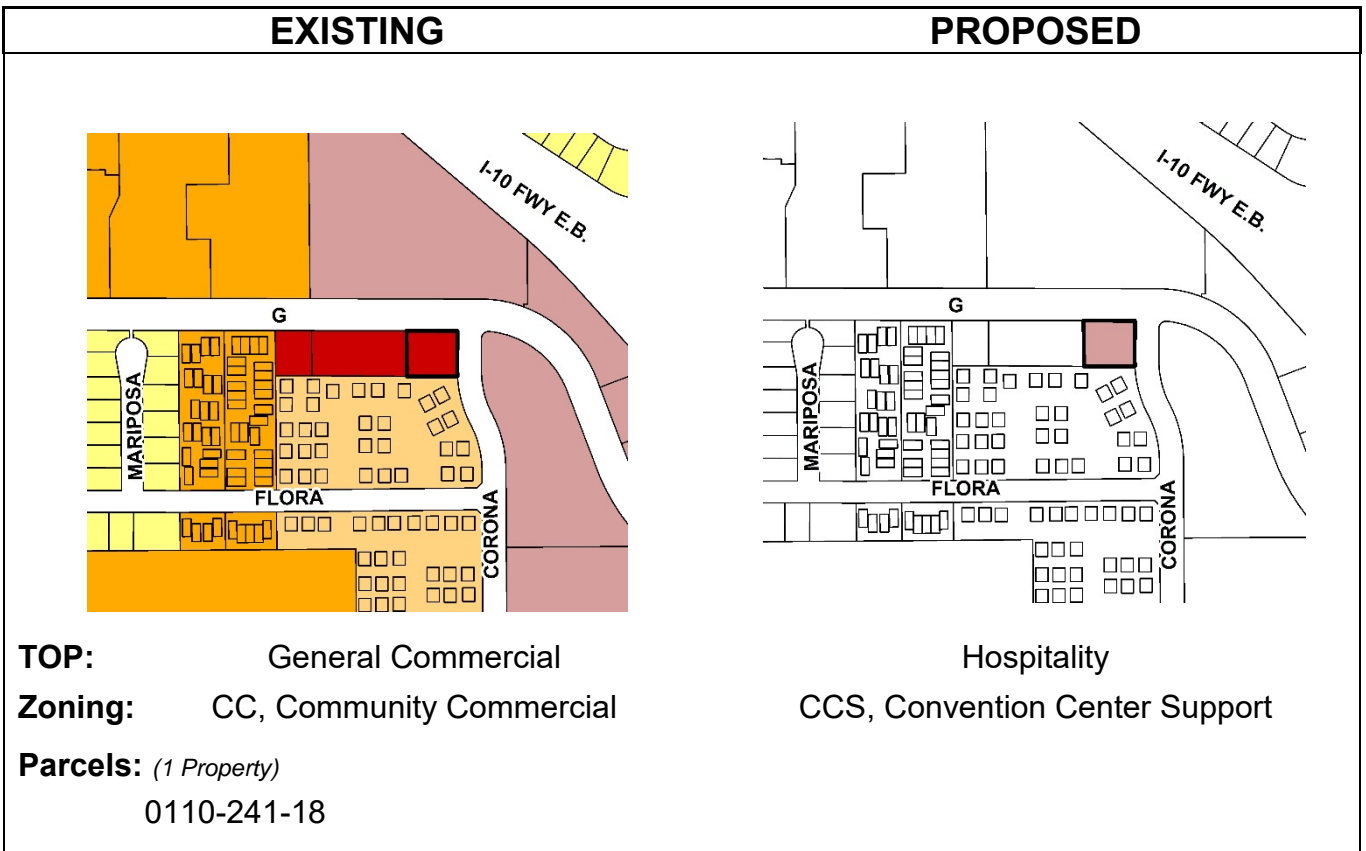 EXISTING PROPOSED
I-10 FWY E.B.
G
MARIPOSA
FLORA
CORONA
I-10 FWY E.B.
G
MARIPOSA
FLORA
CORONA
TOP: General Commercial Hospitality
Zoning: CC, Community Commercial CCS, Convention Center Support
Parcels: (1 Property)
0110-241-18